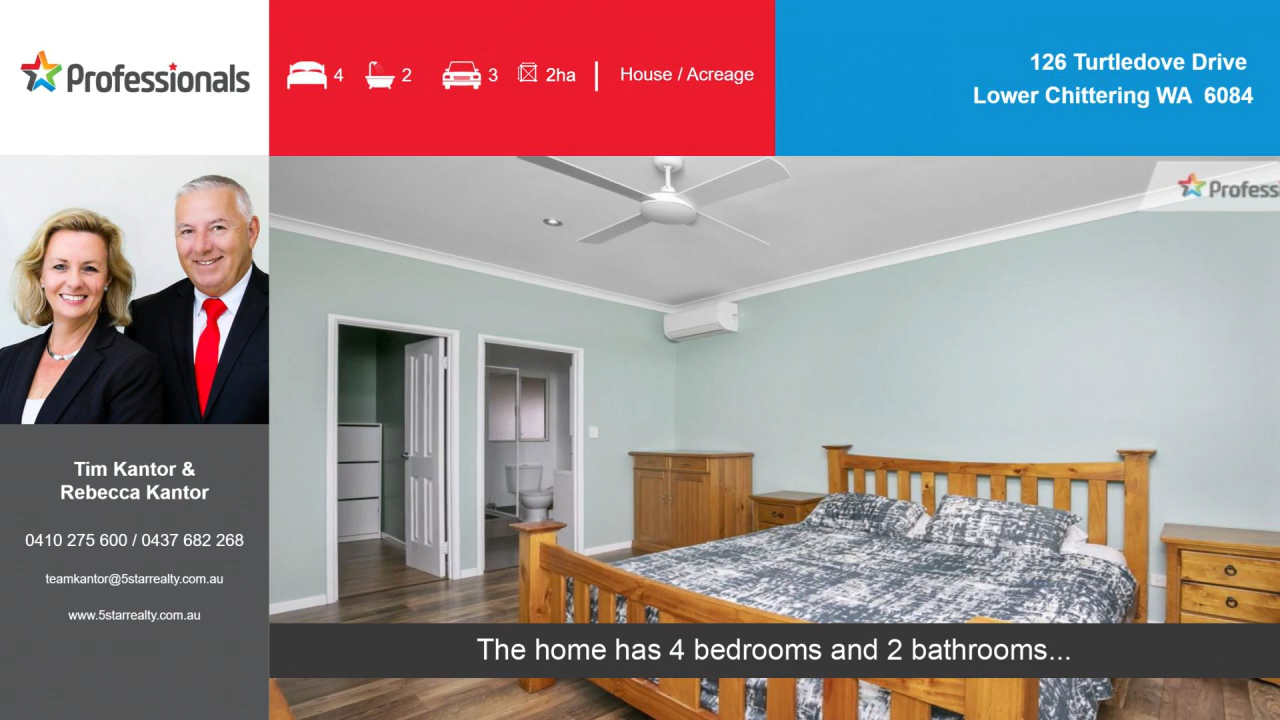 Professionals
4 2 3 2ha | House / Acreage
126 Turtledove Drive
Lower Chittering WA 6084
Profess
Tim Kantor &
Rebecca Kantor
0410 275 600 / 0437 682 268
teamkantor@5starrealty.com.au
www.5starrealty.com.au
The home has 4 bedrooms and 2 bathrooms...